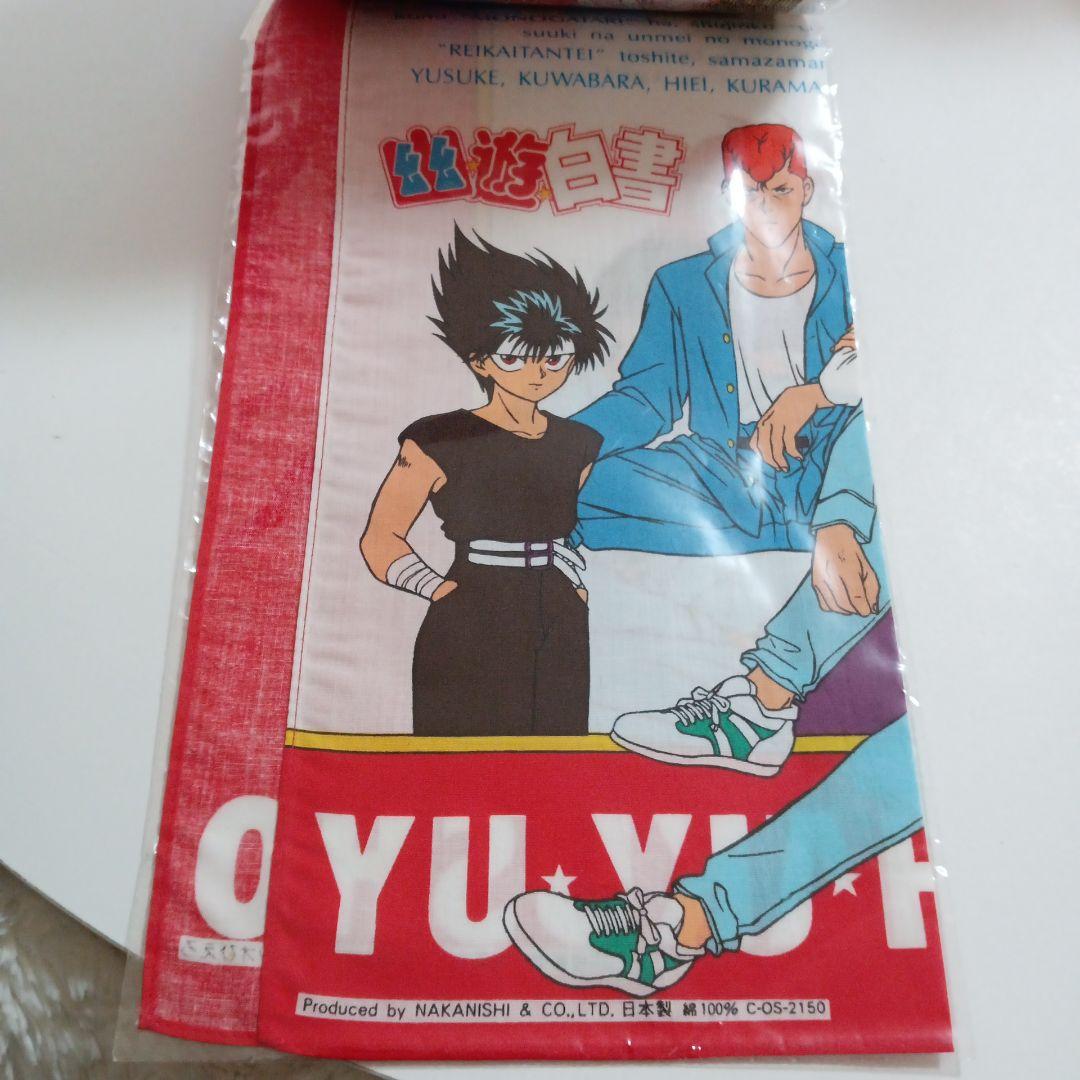 suuki na unmei no monoga
"REIKAITANTEI" toshite, samazamar
YUSUKE, KUWABARA, HIEI, KURAMA
幽★遊★白書
O YU★YU★H
Produced by NAKANISHI & CO.,LTD. 日本製 綿100% C-OS-2150